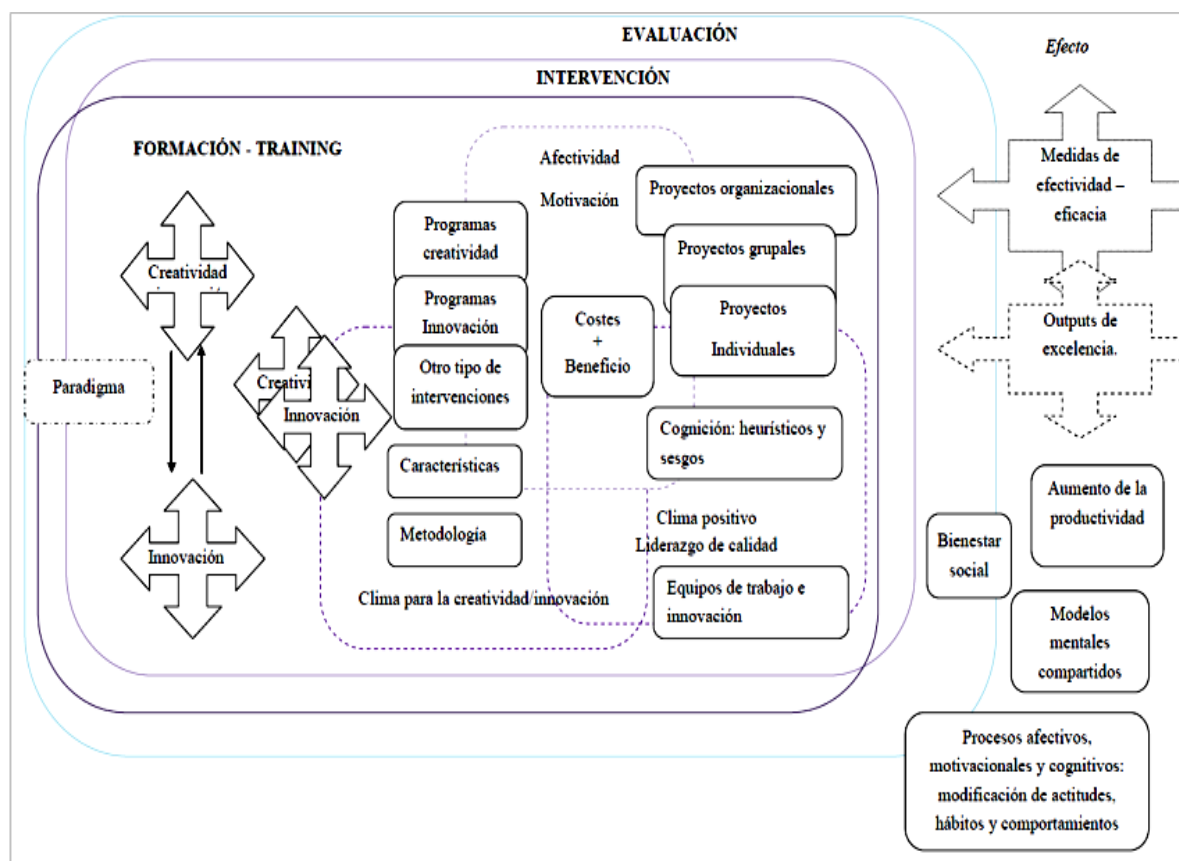 EVALUACIÓN
Efecto
INTERVENCIÓN
FORMACIÓN - TRAINING
Afectividad
Motivación
Proyectos organizacionales
Medidas de
efectividad –
eficacia
Programas
creatividad
Proyectos grupales
Creatividad
Programas
Innovación
Costes
+
Beneficio
Proyectos
Individuales
Outputs de
excelencia.
Otro tipo de
intervenciones
Paradigma
Creativi
Innovación
Cognición: heurísticos y
sesgos
Características
Metodología
Clima positivo
Liderazgo de calidad
Aumento de la
productividad
Innovación
Bienestar
social
Clima para la creatividad/innovación
Equipos de trabajo e
innovación
Modelos
mentales
compartidos
Procesos afectivos,
motivacionales y cognitivos:
modificación de actitudes,
hábitos y comportamientos